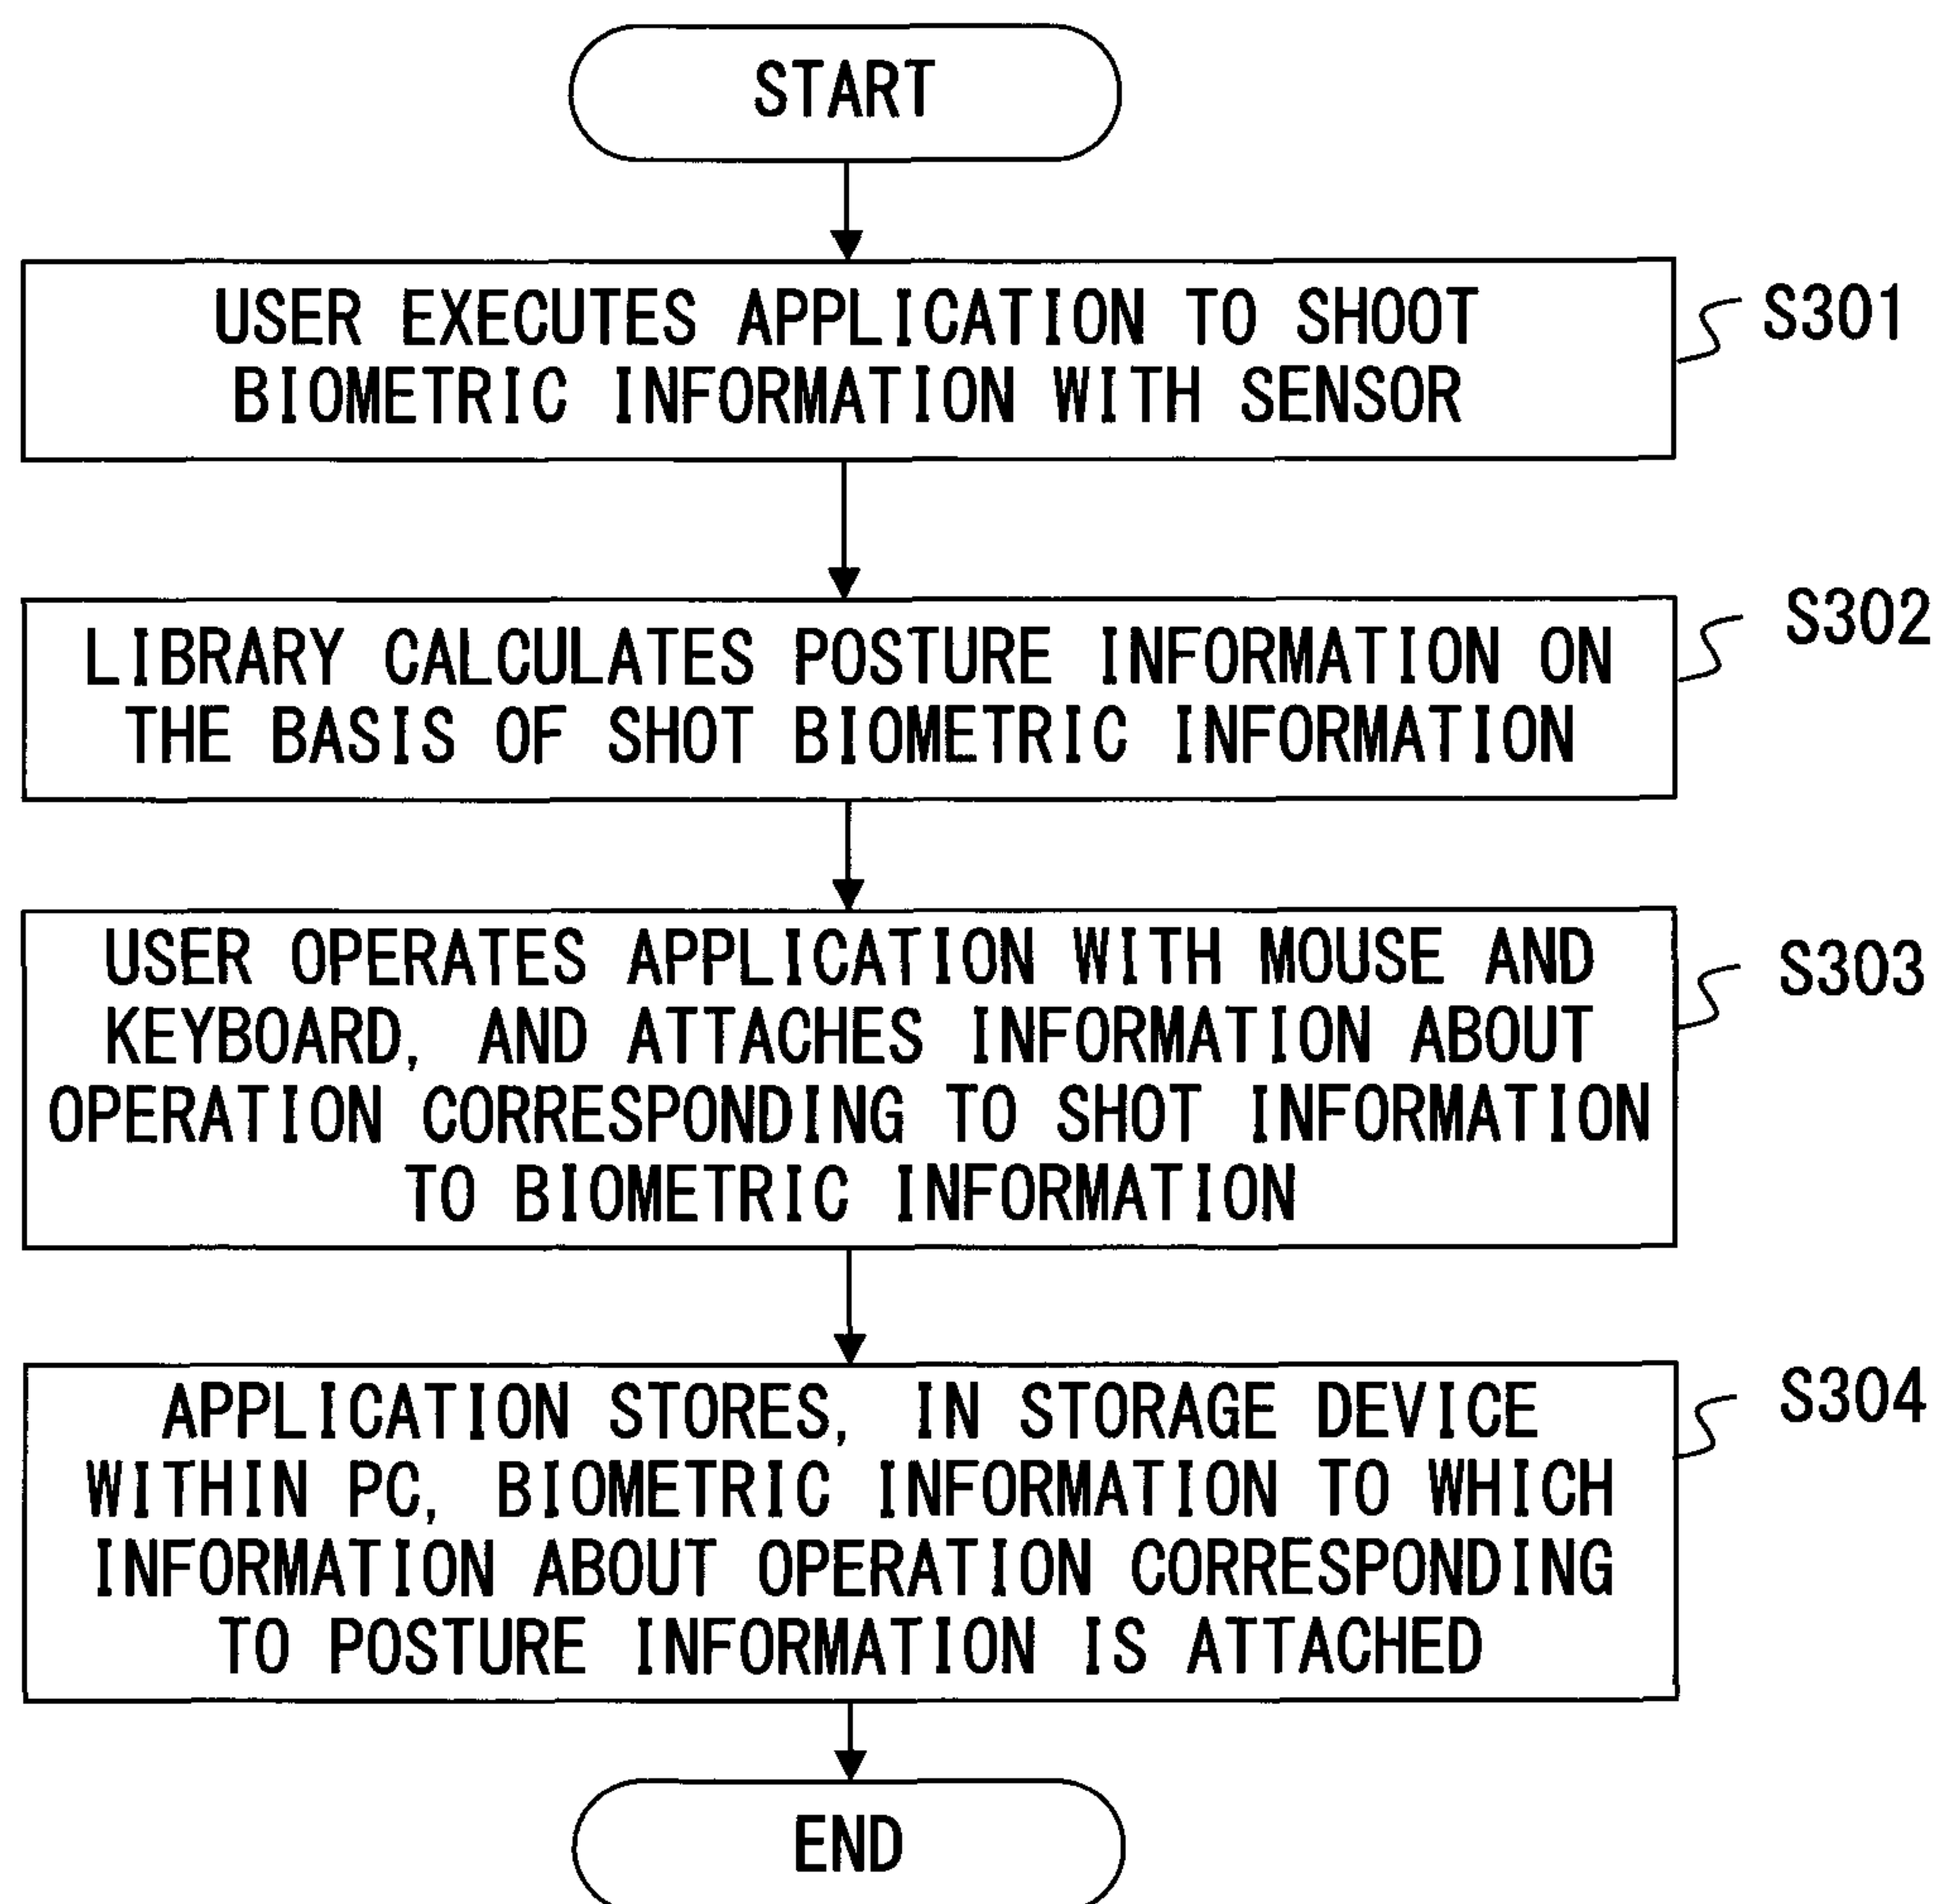 START
USER EXECUTES APPLICATION TO SHOOT
BIOMETRIC INFORMATION WITH SENSOR
S301
LIBRARY CALCULATES POSTURE INFORMATION ON
THE BASIS OF SHOT BIOMETRIC INFORMATION
S302
USER OPERATES APPLICATION WITH MOUSE AND
KEYBOARD, AND ATTACHES INFORMATION ABOUT
OPERATION CORRESPONDING TO SHOT INFORMATION
TO BIOMETRIC INFORMATION
S303
APPLICATION STORES, IN STORAGE DEVICE
WITHIN PC, BIOMETRIC INFORMATION TO WHICH
INFORMATION ABOUT OPERATION CORRESPONDING
TO POSTURE INFORMATION IS ATTACHED
S304
END